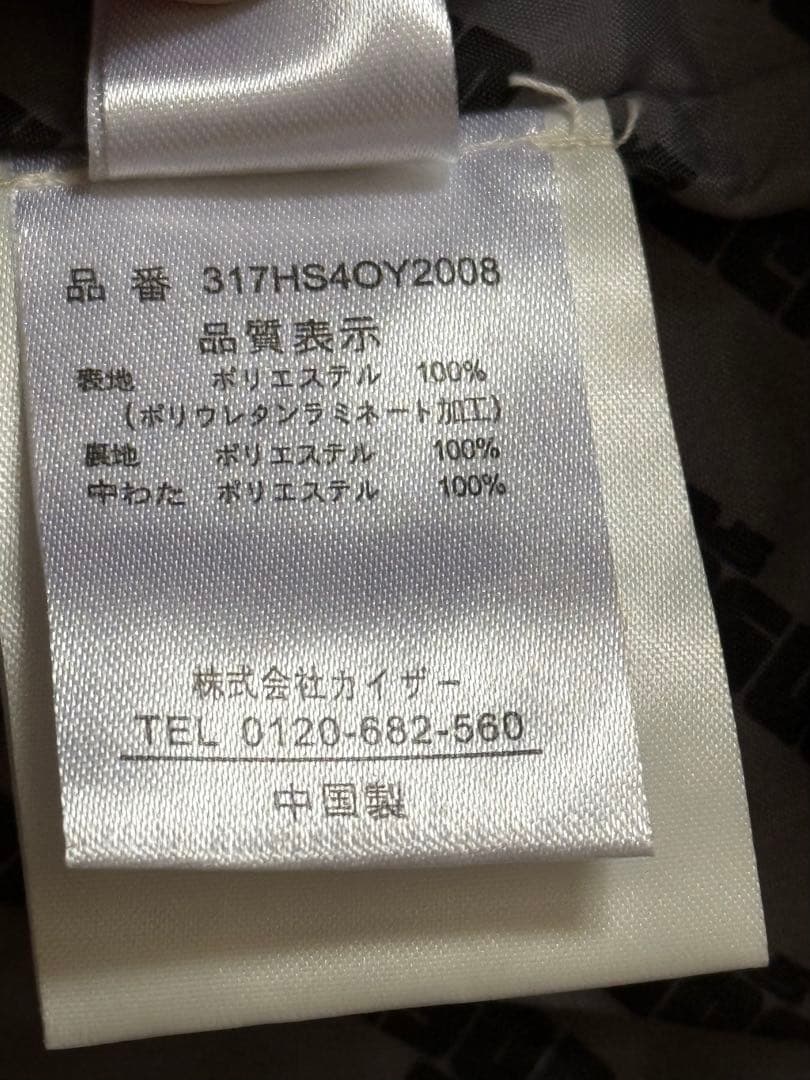 品 番 317HS4OY2008
品質表示
表地 ポリエステル 100%
(ポリウレタンラミネート加工)
裏地 ポリエステル 100%
中わた ポリエステル 100%
株式会社カイザー
TEL 0120-682-560
中国製